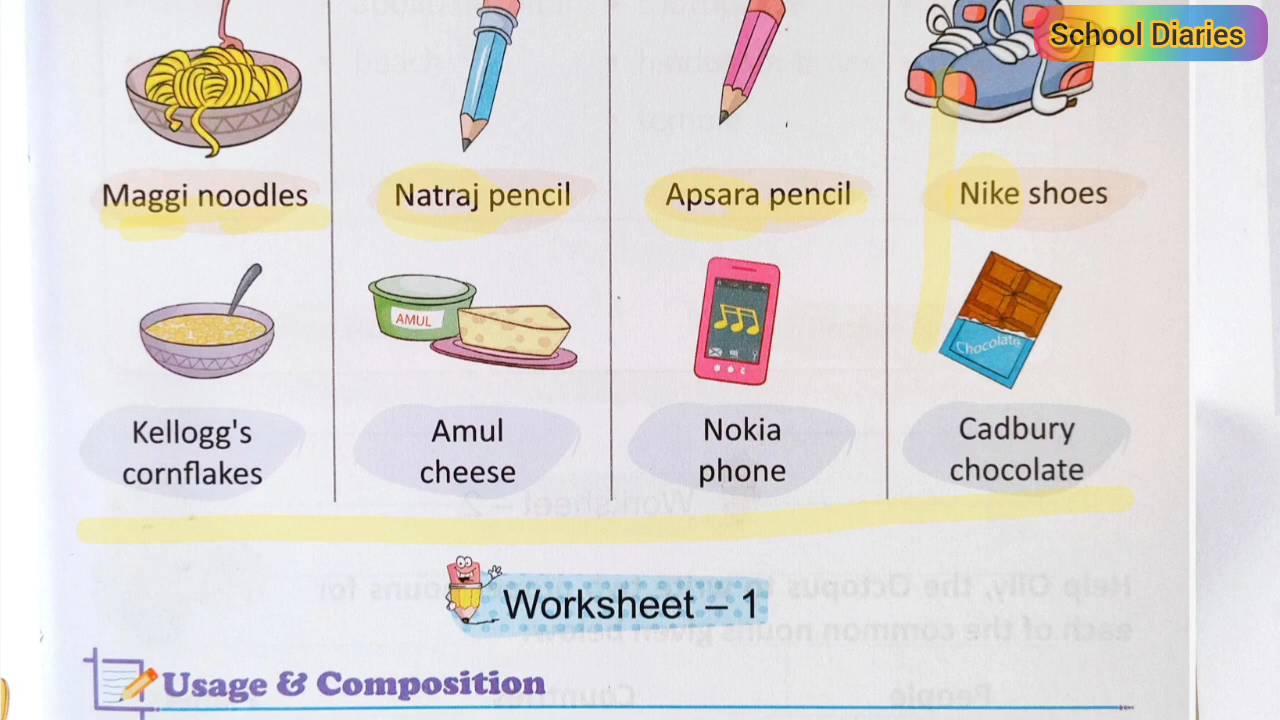 School Diaries
Maggi noodles
Natraj pencil
Apsara pencil
Nike shoes
AMUL
Chocolate
Kellogg's
cornflakes
Amul
cheese
Nokia
phone
Cadbury
chocolate
Worksheet – 1
Usage & Composition